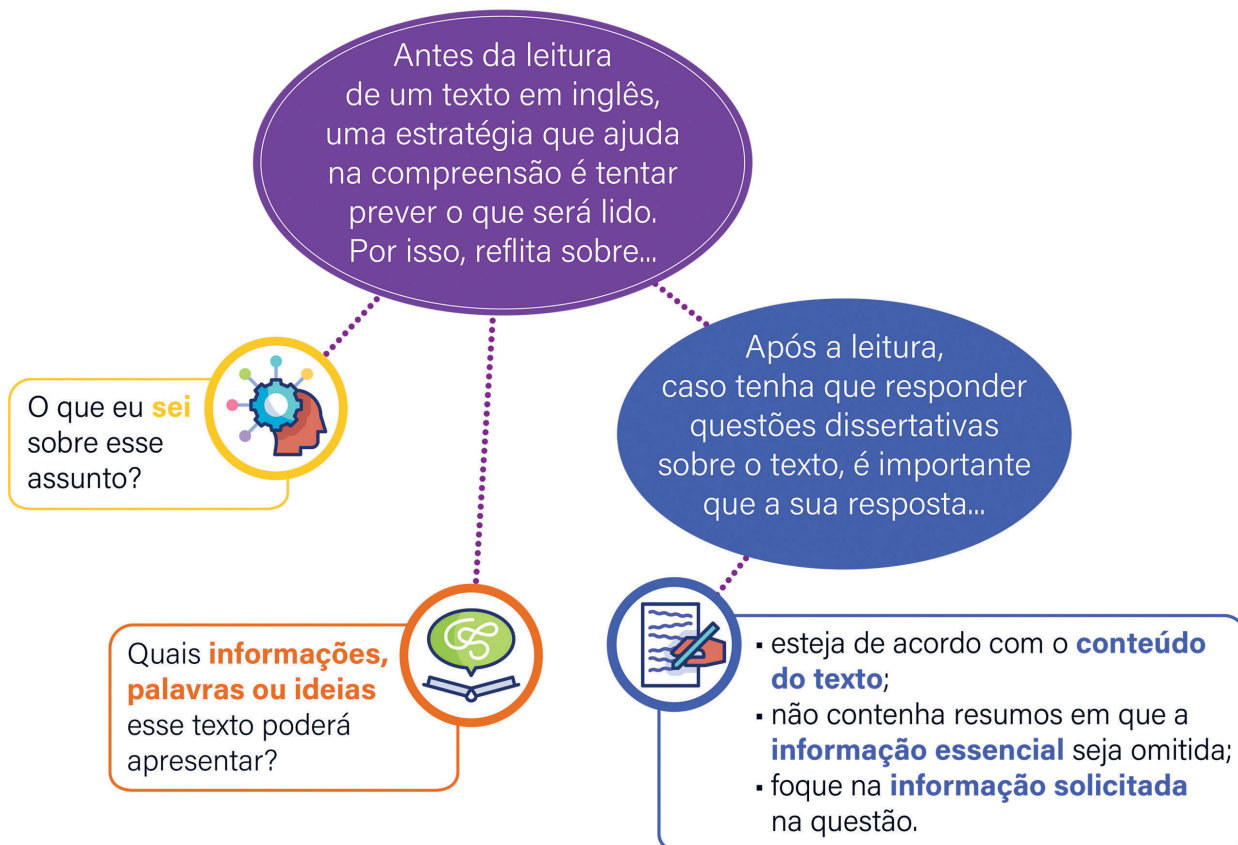 Antes da leitura
de um texto em inglês,
uma estratégia que ajuda
na compreensão é tentar
prever o que será lido.
Por isso, reflita sobre...
O que eu sei
sobre esse
assunto?
Quais informações,
palavras ou ideias
esse texto poderá
apresentar?
Após a leitura,
caso tenha que responder
questões dissertativas
sobre o texto, é importante
que a sua resposta...
▪ esteja de acordo com o conteúdo
do texto;
▪ não contenha resumos em que a
informação essencial seja omitida;
▪ foque na informação solicitada
na questão.